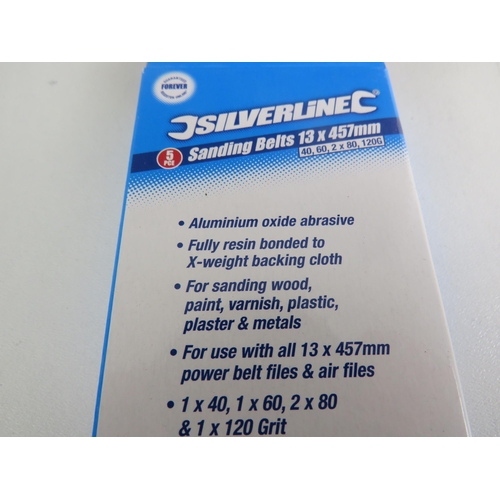 GUARANTEED
FOREVER
SILVERLINE
5 PCE
Sanding Belts 13 x 457mm
40, 60, 2 x 80, 120G
• Aluminium oxide abrasive
• Fully resin bonded to
X-weight backing cloth
• For sanding wood,
paint, varnish, plastic,
plaster & metals
• For use with all 13 x 457mm
power belt files & air files
• 1 x 40, 1 x 60, 2 x 80
& 1 x 120 Grit